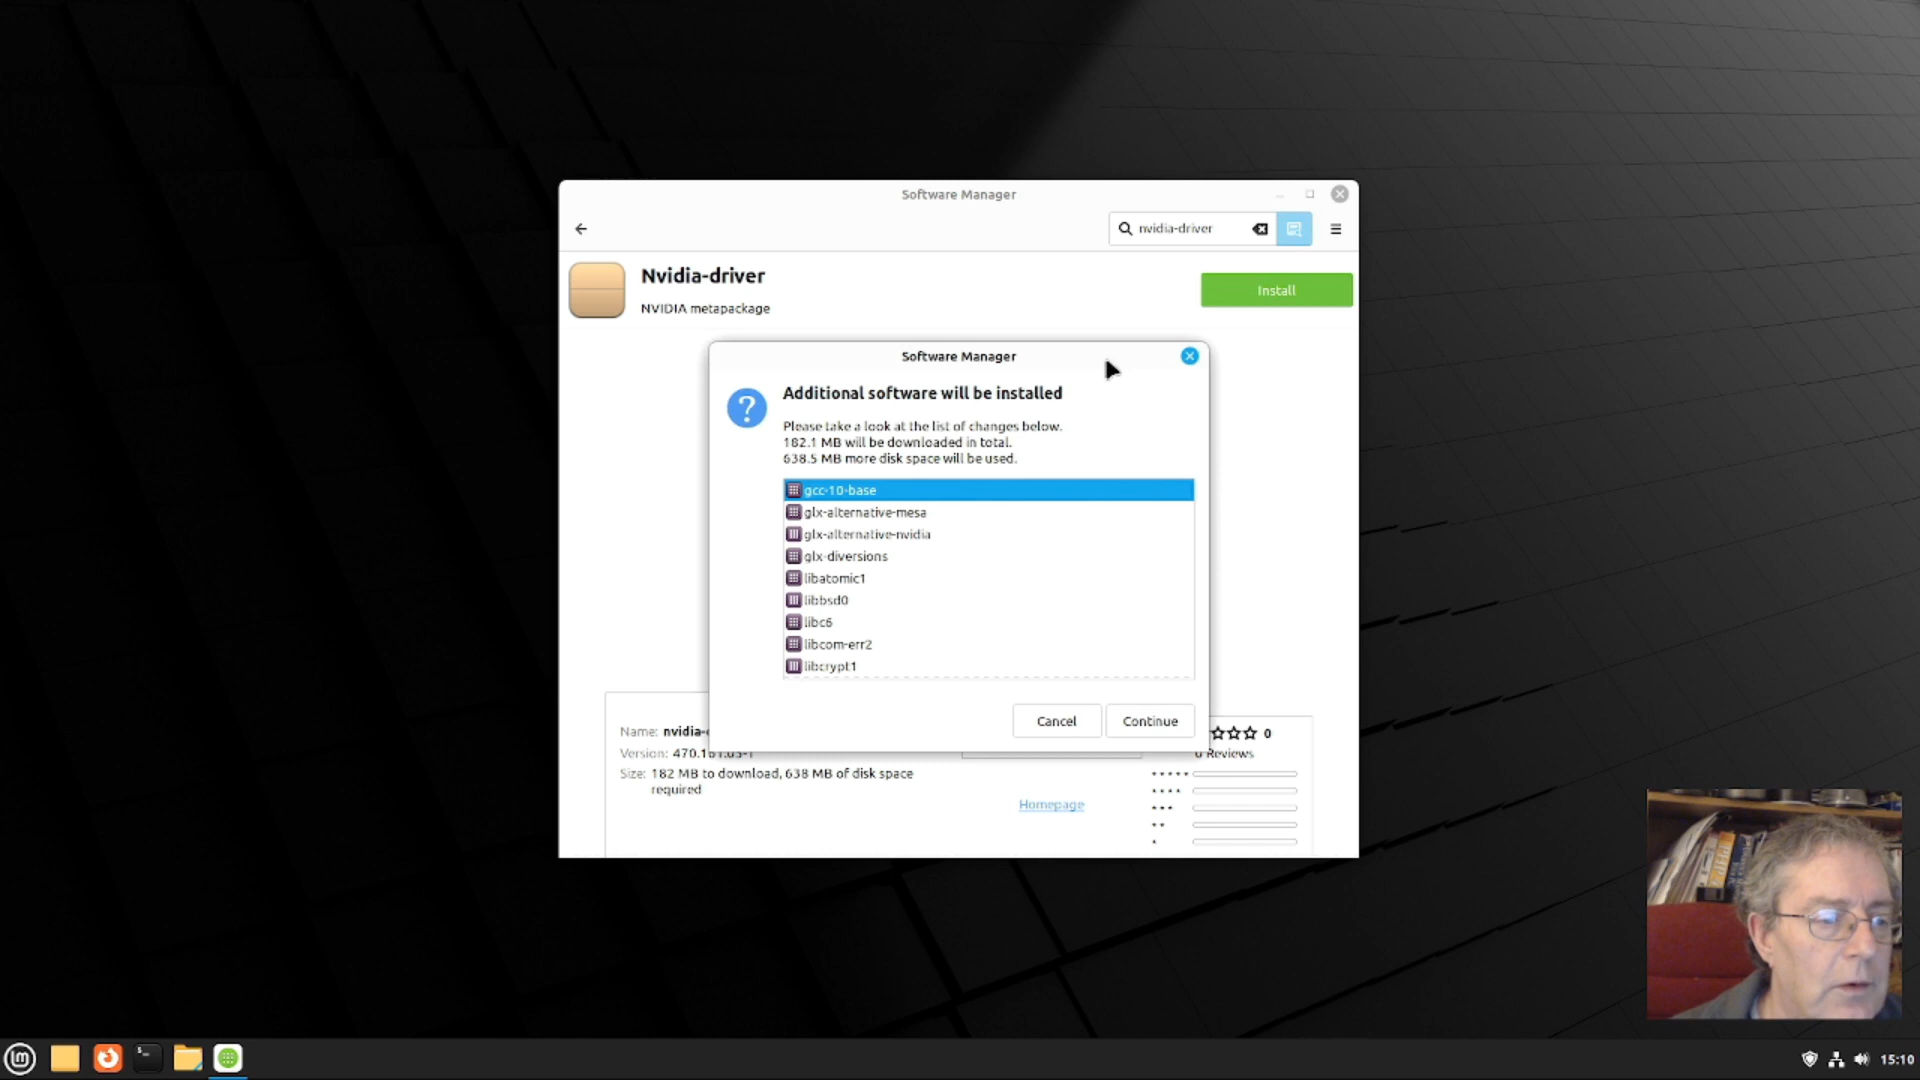 Software Manager
nvidia-driver
Nvidia-driver
NVIDIA metapackage
Install
Software Manager
Additional software will be installed
Please take a look at the list of changes below.
182.1 MB will be downloaded in total.
638.5 MB more disk space will be used.
gcc-10-base
glx-alternative-mesa
glx-alternative-nvidia
glx-diversions
libatomic1
libbsd0
libc6
libcom-err2
libcrypt1
Cancel
Continue
Name: nvidia-
0
Version:
Reviews
Size: 182 MB to download, 638 MB of disk space
required
Homepage
15:10